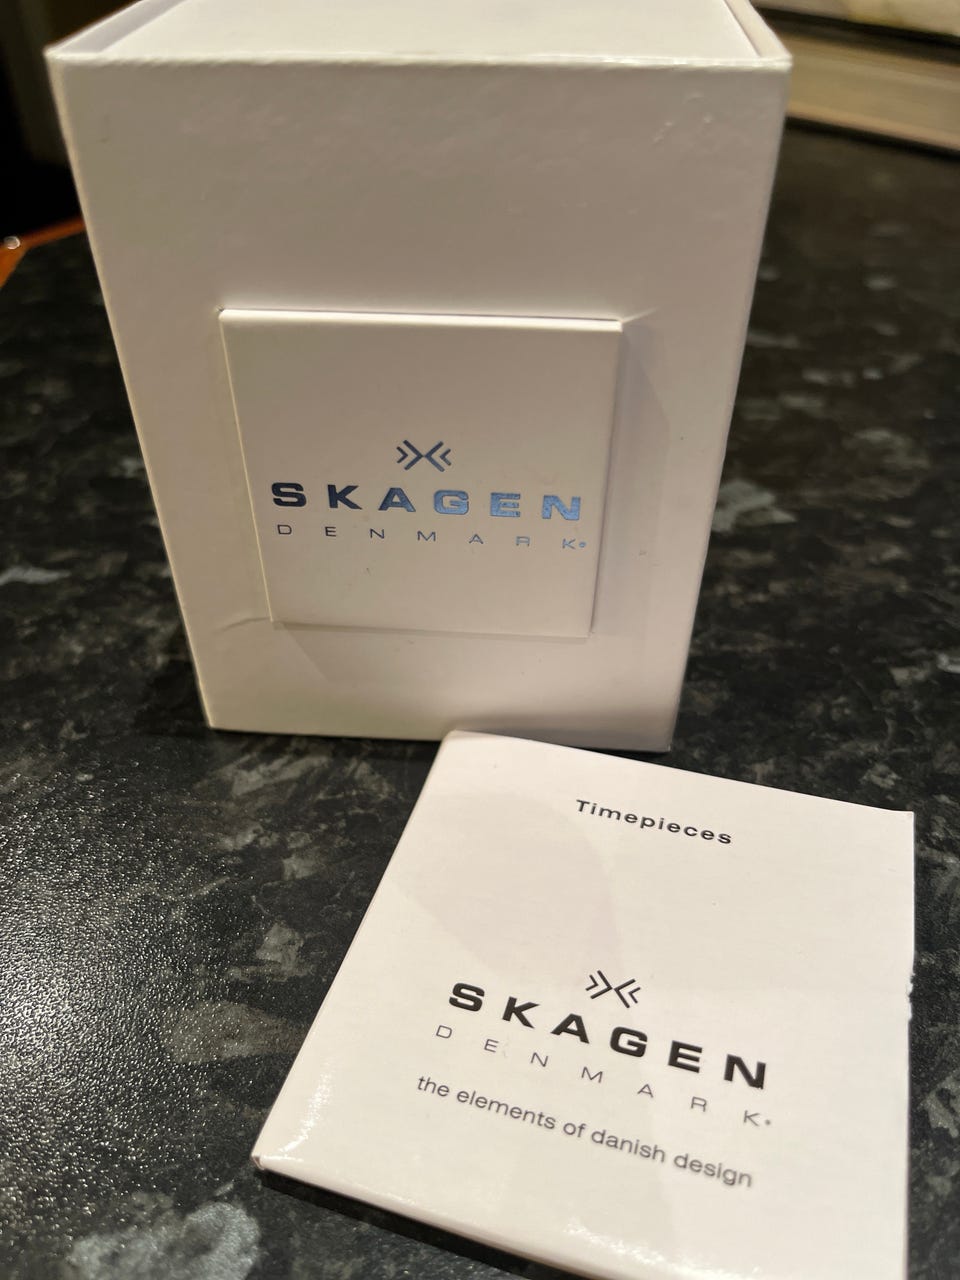 SKAGEN
DENMARK
Timepieces
SKAGEN
DENMARK
the elements of danish design